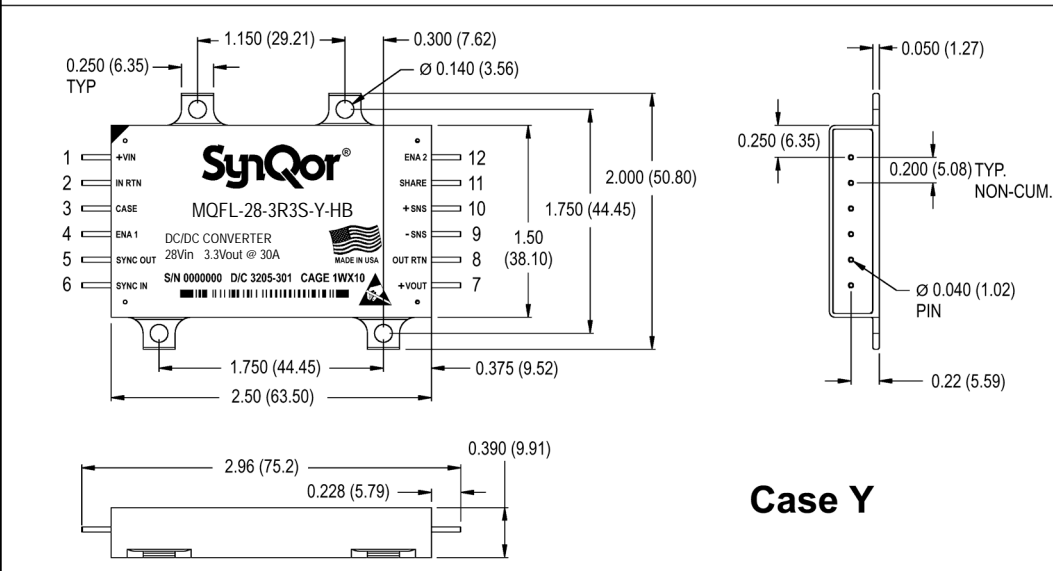 1.150 (29.21)
0.300 (7.62)
0.250 (6.35)
TYP
Ø 0.140 (3.56)
0.050 (1.27)
0.250 (6.35)
0.200 (5.08) TYP.
NON-CUM.
1 +VIN
2 IN RTN
3 CASE
4 ENA 1
5 SYNC OUT
6 SYNC IN
SynQor®
MQFL-28-3R3S-Y-HB
DC/DC CONVERTER
28Vin 3.3Vout @ 30A
MADE IN USA
S/N 0000000 D/C 3205-301 CAGE 1WX10
ENA 2 12
SHARE 11
+ SNS 10
- SNS 9
OUT RTN 8
+VOUT 7
2.000 (50.80)
1.750 (44.45)
1.50
(38.10)
Ø 0.040 (1.02)
PIN
0.22 (5.59)
1.750 (44.45)
0.375 (9.52)
2.50 (63.50)
0.390 (9.91)
2.96 (75.2)
0.228 (5.79)
Case Y